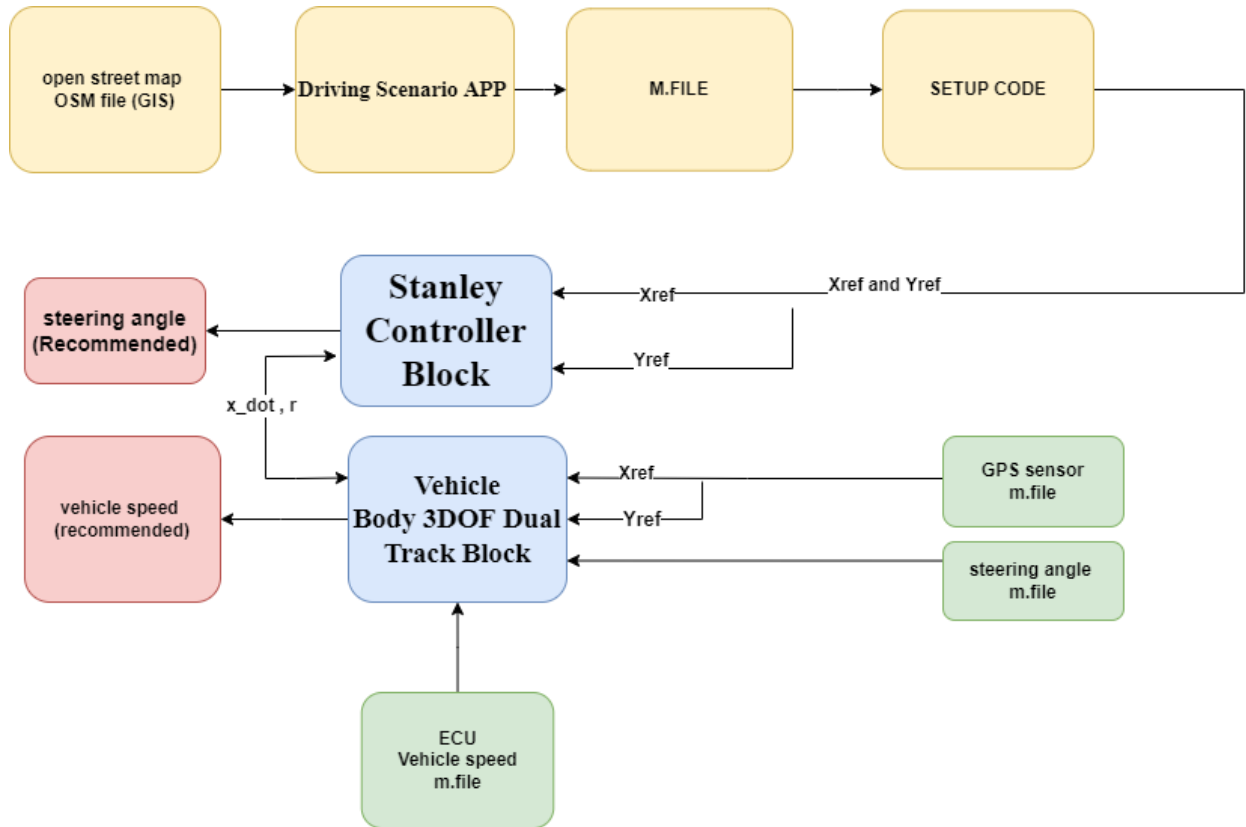 open street map
OSM file (GIS)
Driving Scenario APP
M.FILE
SETUP CODE
Stanley
Controller
Block
steering angle
(Recommended)
Xref
Xref and Yref
Yref
x_dot , r
vehicle speed
(recommended)
Vehicle
Body 3DOF Dual
Track Block
Xref
Yref
GPS sensor
m.file
steering angle
m.file
ECU
Vehicle speed
m.file